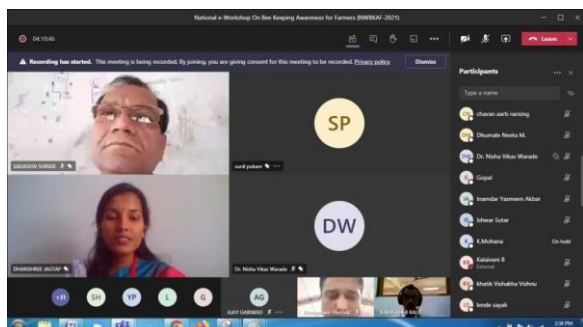 National e-Workshop On Bee Keeping Awareness for Farmers (NWBKAF-2021)
04:10:46
Leave
Recording has started. This meeting is being recorded. By joining, you are giving consent for this meeting to be recorded. Privacy policy
Dismiss
Participants
Type a name
chavan aarti narsing
Dhumale Neeta M.
Dr. Nisha Vikas Warade
Gopal
Inamdar Yasmeen Akbar
Ishwar Sutar
E.Mohana
On hold
Kalaivani B
External
khatik Vishakha Vishnu
lende sayali
SADASHIV SHINDE
SP
DHANSHREE JAGTAP
DW
Dr. Nisha Vikas Warade
+31
SH
YP
L
G
AG
AJAY GAIKWAD
2:34 PM